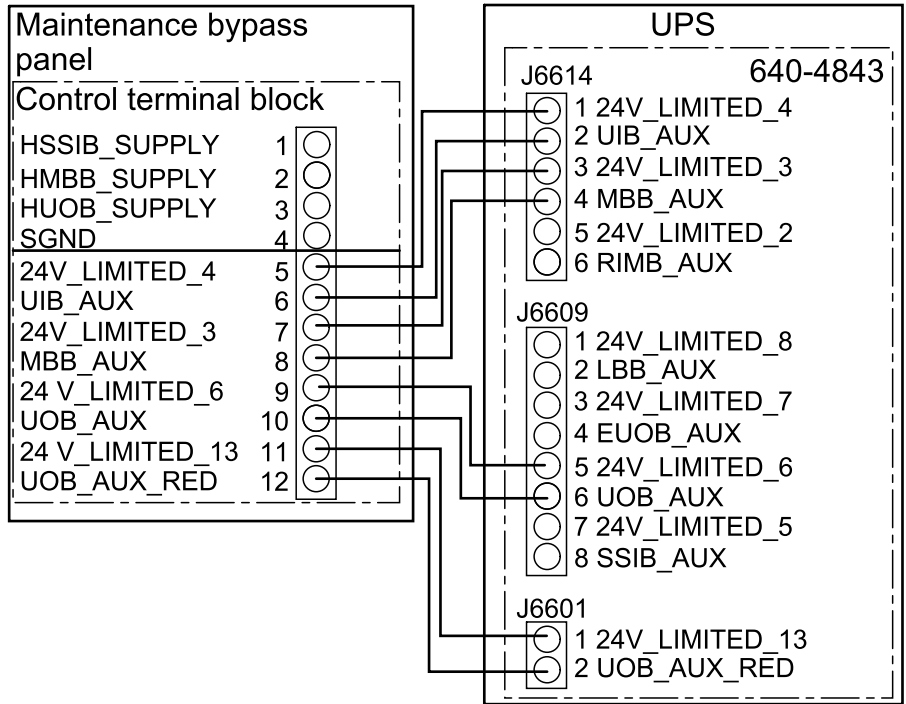 Maintenance bypass
panel
Control terminal block
HSSIB_SUPPLY 1
HMBB_SUPPLY 2
HUOB_SUPPLY 3
SGND 4
24V_LIMITED_4 5
UIB_AUX 6
24V_LIMITED_3 7
MBB_AUX 8
24 V_LIMITED_6 9
UOB_AUX 10
24 V_LIMITED_13 11
UOB_AUX_RED 12
UPS
640-4843
J6614
1 24V_LIMITED_4
2 UIB_AUX
3 24V_LIMITED_3
4 MBB_AUX
5 24V_LIMITED_2
6 RIMB_AUX
J6609
1 24V_LIMITED_8
2 LBB_AUX
3 24V_LIMITED_7
4 EUOB_AUX
5 24V_LIMITED_6
6 UOB_AUX
7 24V_LIMITED_5
8 SSIB_AUX
J6601
1 24V_LIMITED_13
2 UOB_AUX_RED